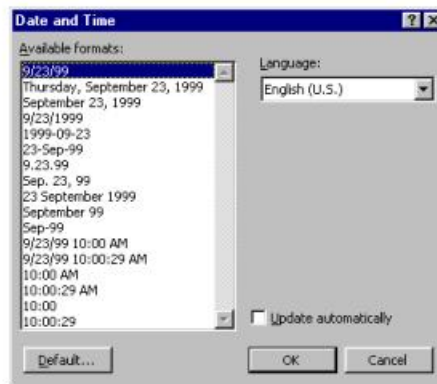 Date and Time
Available formats:
9/23/99
Thursday, September 23, 1999
September 23, 1999
9/23/1999
1999-09-23
23-Sep-99
9.23.99
Sep. 23, 99
23 September 1999
September 99
Sep-99
9/23/99 10:00 AM
9/23/99 10:00:29 AM
10:00 AM
10:00:29 AM
10:00
10:00:29
Language:
English (U.S.)
Update automatically
Default...
OK
Cancel